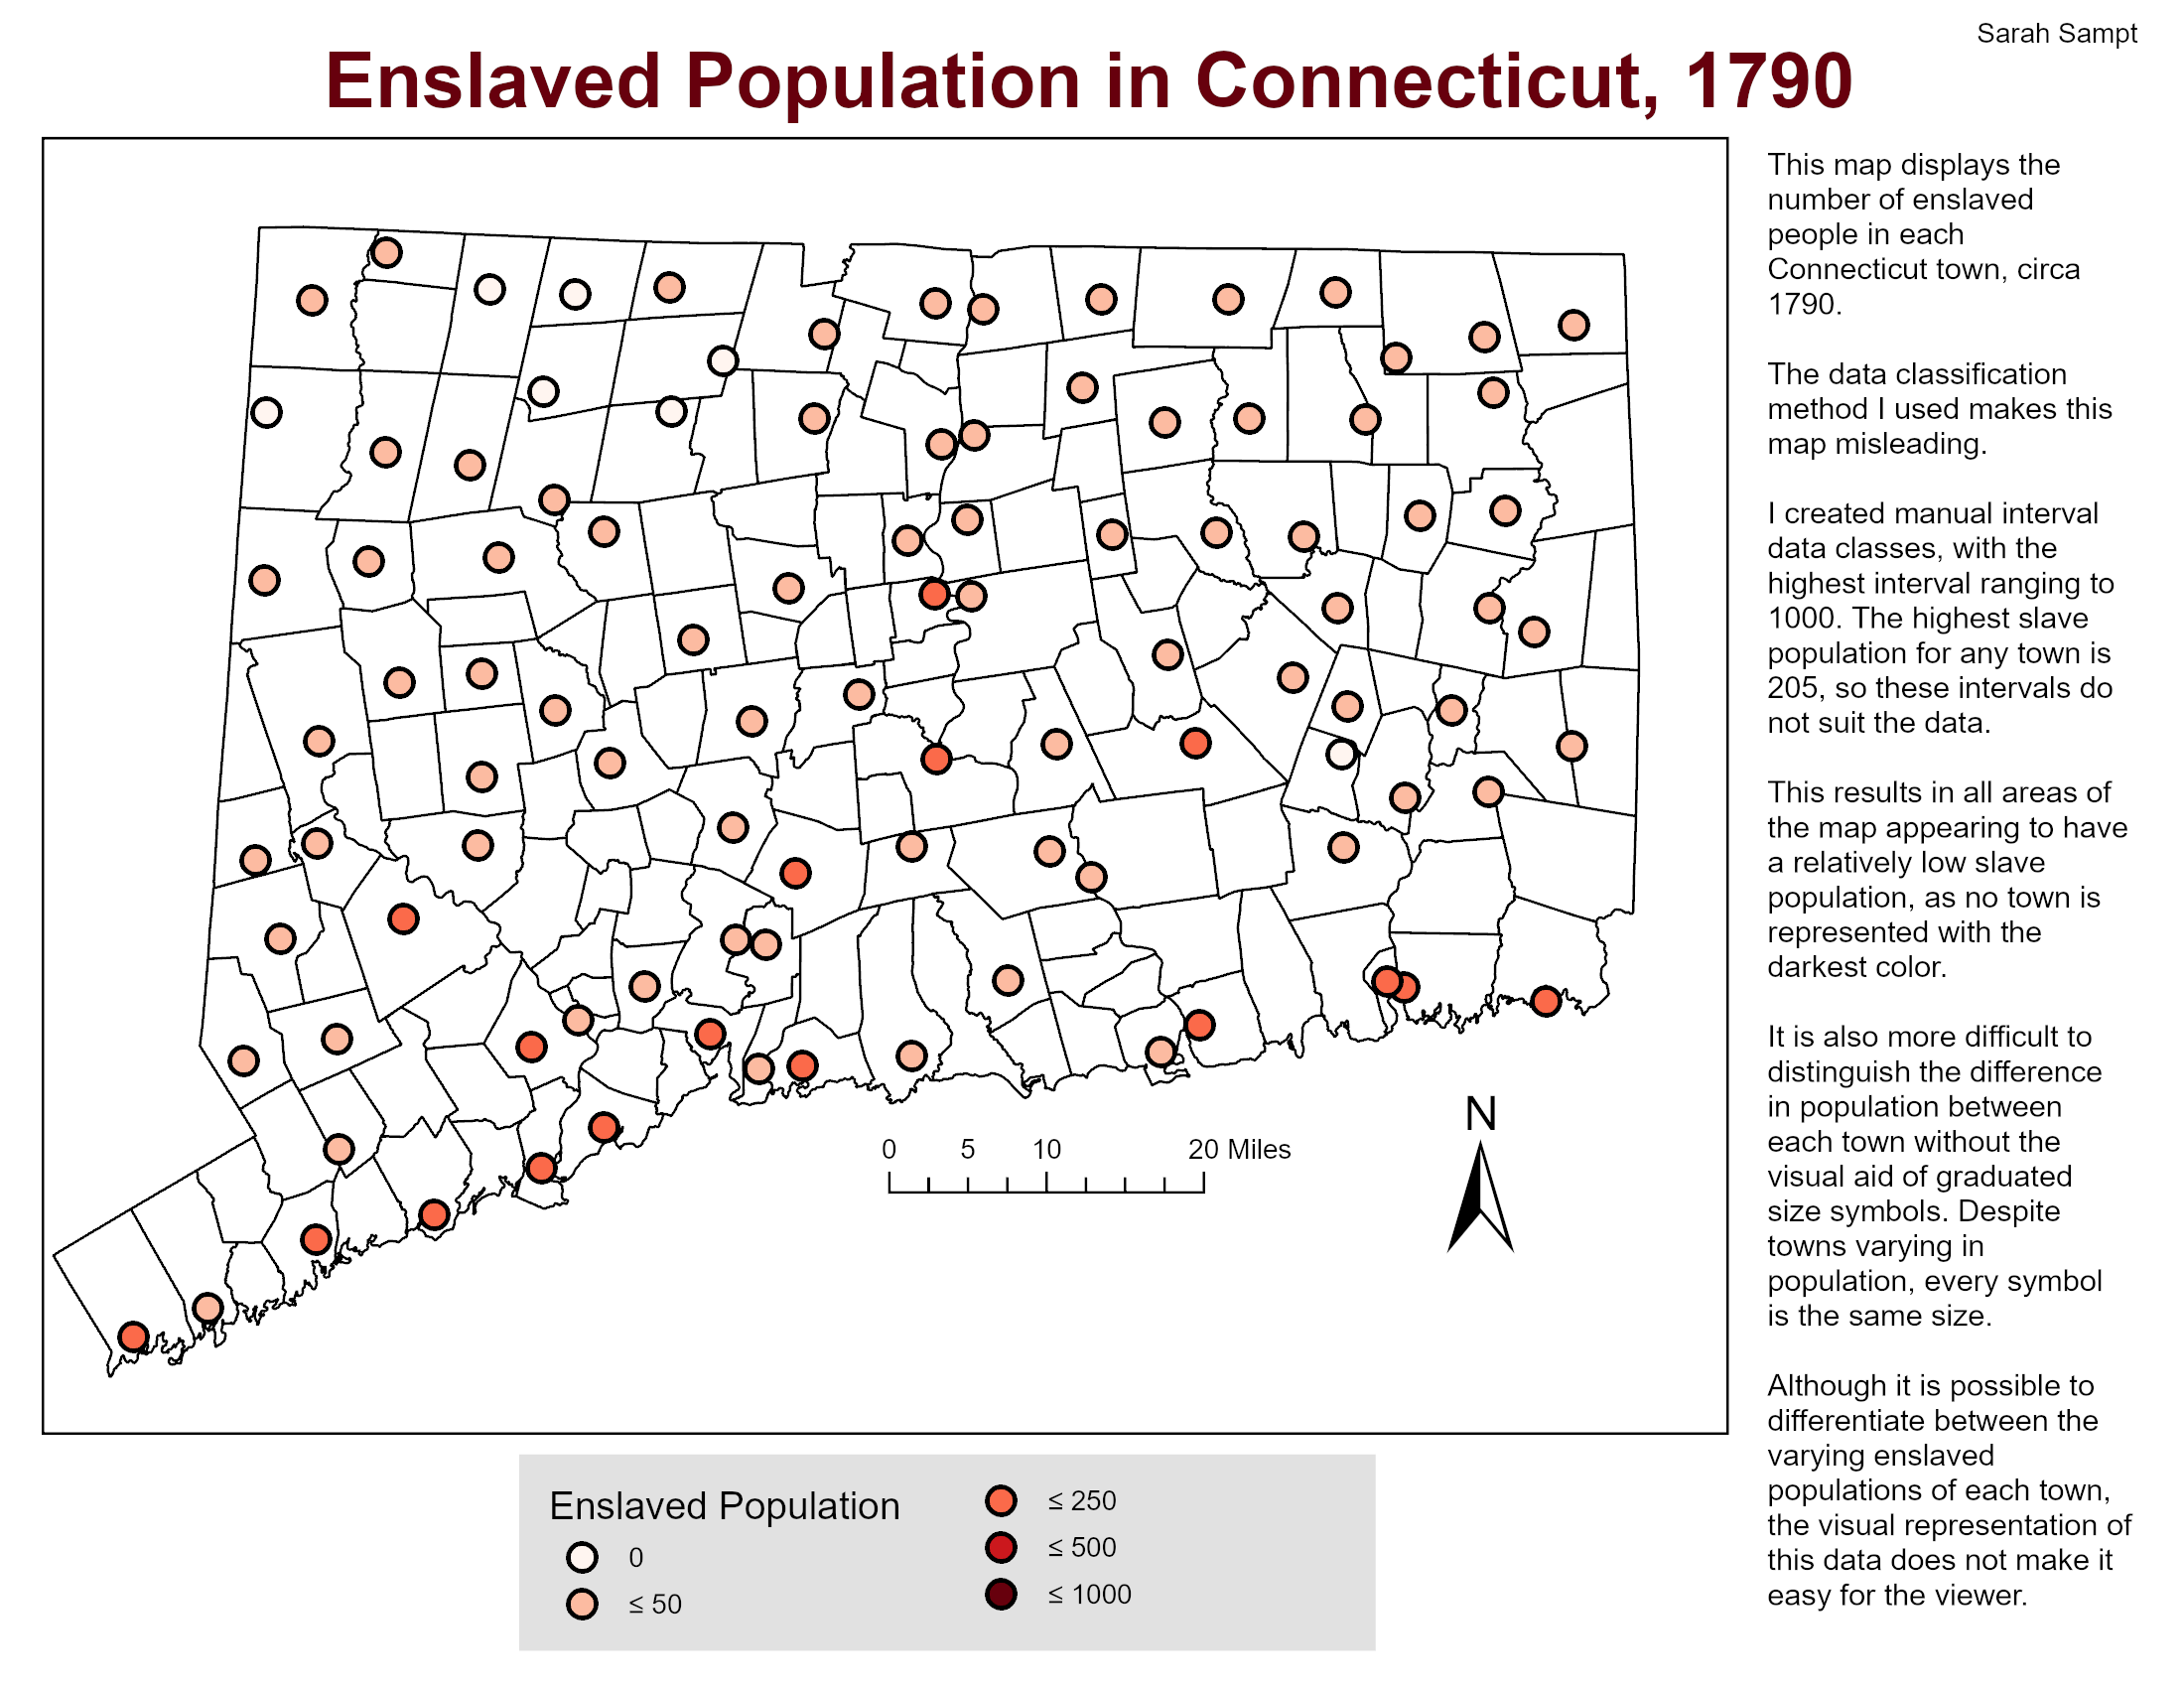 Sarah Sampt
Enslaved Population in Connecticut, 1790
This map displays the
number of enslaved
people in each
Connecticut town, circa
1790.
The data classification
method I used makes this
map misleading.
I created manual interval
data classes, with the
highest interval ranging to
1000. The highest slave
population for any town is
205, so these intervals do
not suit the data.
This results in all areas of
the map appearing to have
a relatively low slave
population, as no town is
represented with the
darkest color.
It is also more difficult to
distinguish the difference
in population between
each town without the
visual aid of graduated
size symbols. Despite
towns varying in
population, every symbol
is the same size.
Although it is possible to
differentiate between the
varying enslaved
populations of each town,
the visual representation of
this data does not make it
easy for the viewer.
N
0 5 10 20 Miles
Enslaved Population
0
≤ 50
≤ 250
≤ 500
≤ 1000